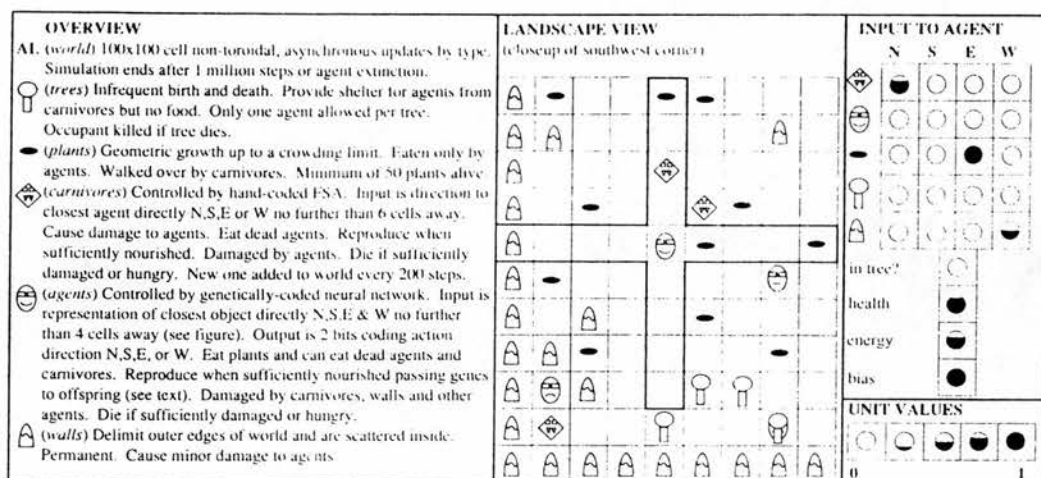 OVERVIEW
AL (world) 100x100 cell non-toroidal, asynchronous updates by type.
Simulation ends after 1 million steps or agent extinction.
(trees) Infrequent birth and death. Provide shelter for agents from
carnivores but no food. Only one agent allowed per tree.
Occupant killed if tree dies.
(plants) Geometric growth up to a crowding limit. Eaten only by
agents. Walked over by carnivores. Minimum of 50 plants alive
(carnivores) Controlled by hand-coded FSA. Input is direction to
closest agent directly N,S,E or W no further than 6 cells away.
Cause damage to agents. Eat dead agents. Reproduce when
sufficiently nourished. Damaged by agents. Die if sufficiently
damaged or hungry. New one added to world every 200 steps.
(agents) Controlled by genetically-coded neural network. Input is
representation of closest object directly N,S,E & W no further
than 4 cells away (see figure). Output is 2 bits coding action
direction N,S,E, or W. Eat plants and can eat dead agents and
carnivores. Reproduce when sufficiently nourished passing genes
to offspring (see text). Damaged by carnivores, walls and other
agents. Die if sufficiently damaged or hungry.
(walls) Delimit outer edges of world and are scattered inside.
Permanent. Cause minor damage to agents
LANDSCAPE VIEW
(closeup of southwest corner)
INPUT TO AGENT
N S E W
in tree?
health
energy
bias
UNIT VALUES
0 1